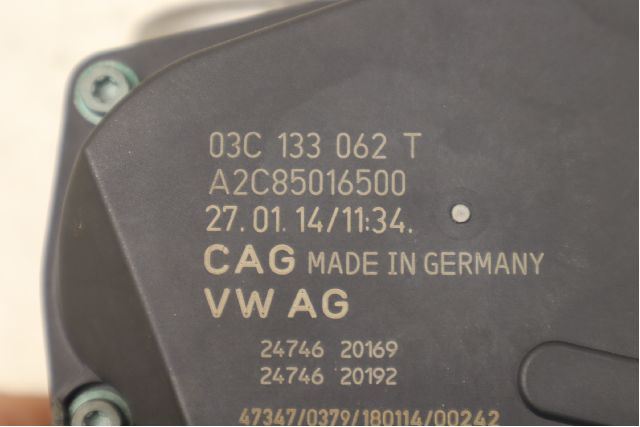 03C 133 062 T
A2C85016500
27.01.14/11:34.
CAG MADE IN GERMANY
VW AG
24746 20169
24746 20192
47347/0379/180114/00242